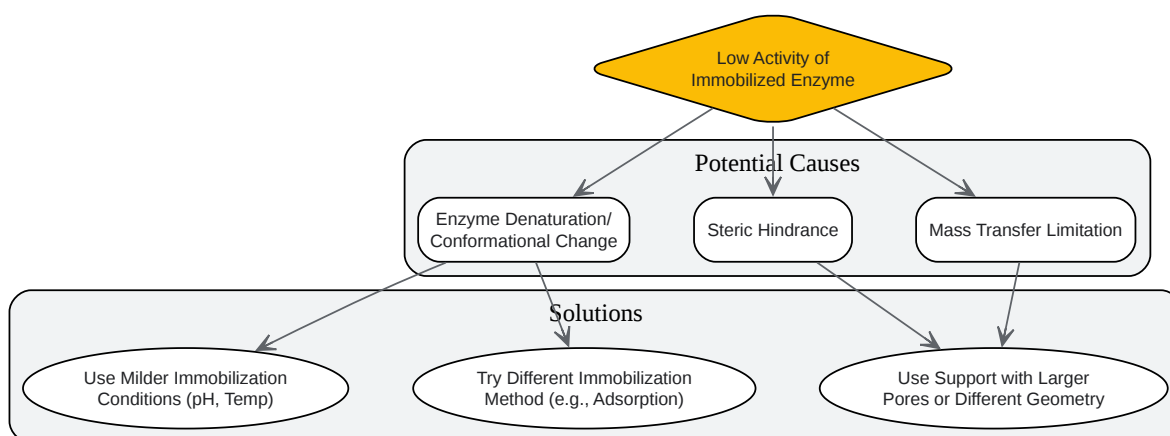 Low Activity of
Immobilized Enzyme
Potential Causes
Enzyme Denaturation/
Conformational Change
Steric Hindrance
Mass Transfer Limitation
Solutions
Use Milder Immobilization
Conditions (pH, Temp)
Try Different Immobilization
Method (e.g., Adsorption)
Use Support with Larger
Pores or Different Geometry